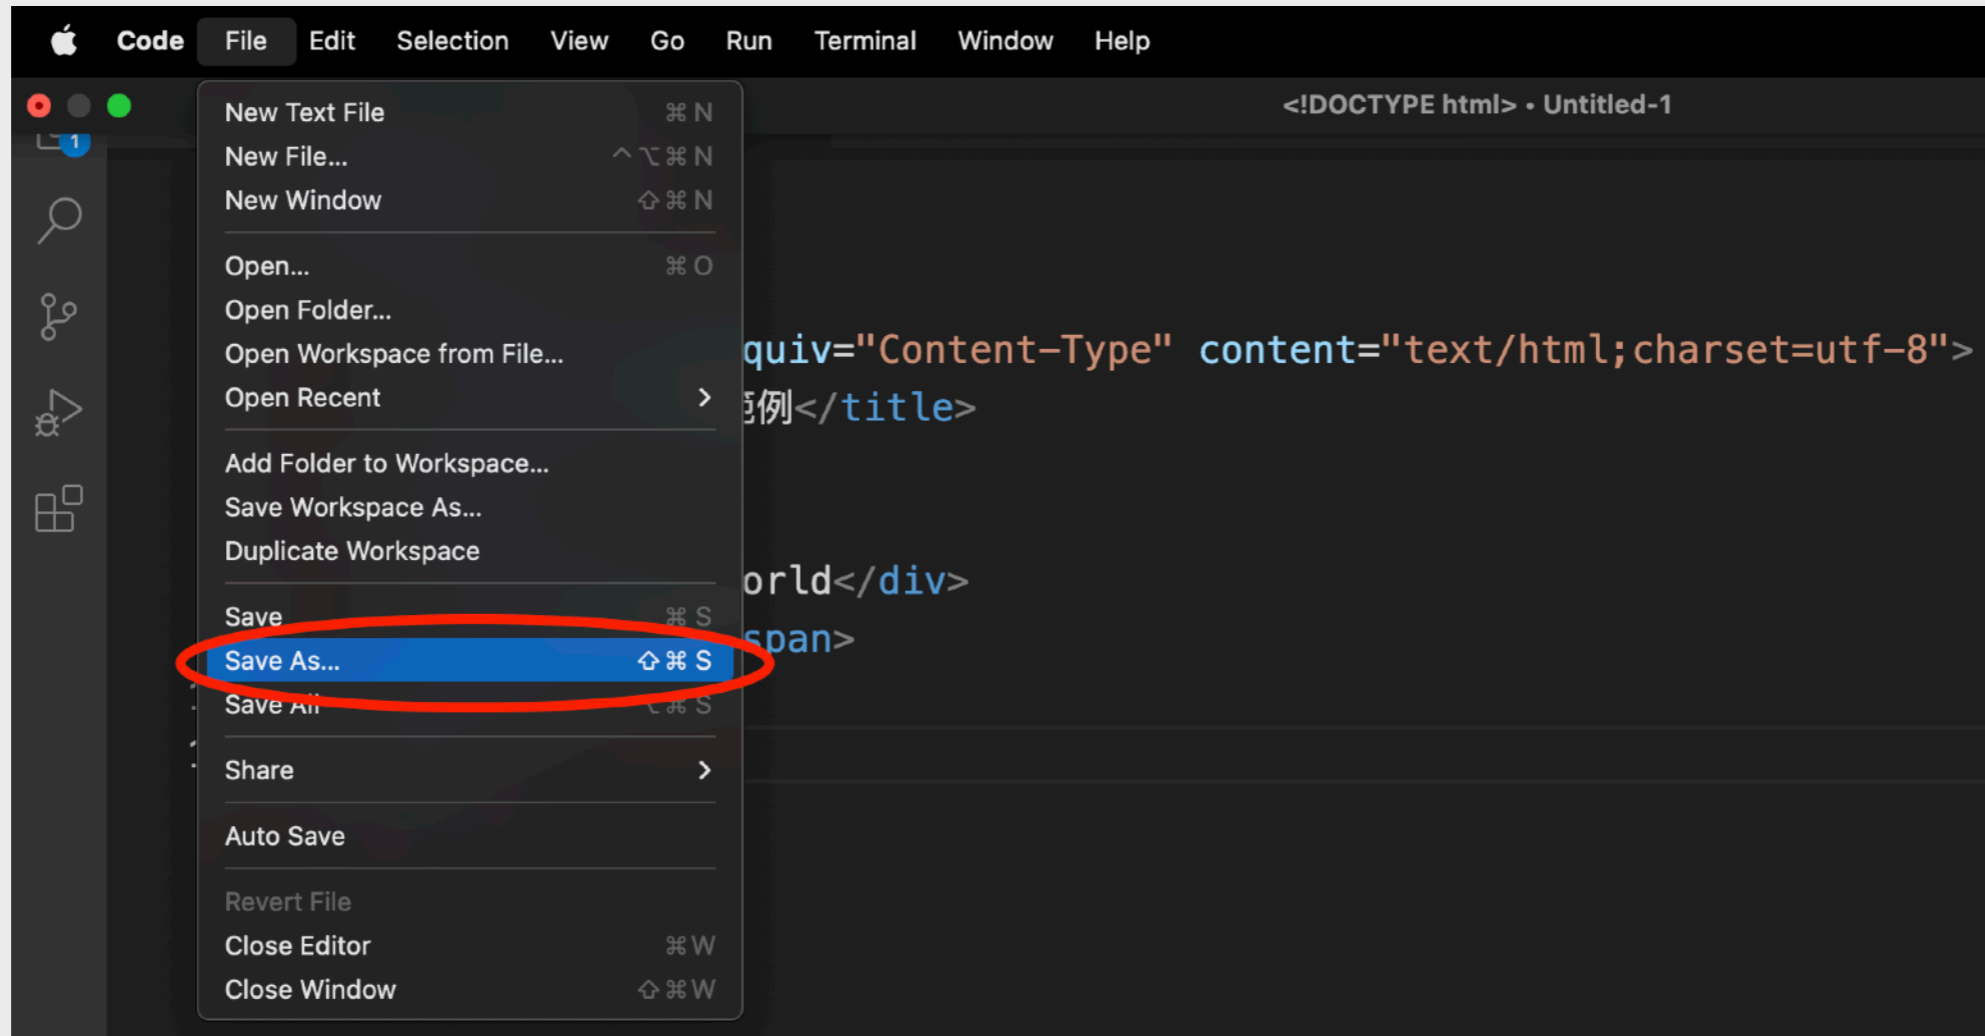 Code File Edit Selection View Go Run Terminal Window Help
<!DOCTYPE html> • Untitled-1
1
New Text File ⌘ N
New File... ^⌥⌘ N
New Window ⇧⌘ N
Open... ⌘ O
Open Folder...
Open Workspace from File...
Open Recent
Add Folder to Workspace...
Save Workspace As...
Duplicate Workspace
Save ⌘ S
Save As... ⇧⌘ S
Save All ⌥⌘ S
Share
Auto Save
Revert File
Close Editor ⌘W
Close Window ⇧⌘W
quiv="Content-Type" content="text/html;charset=utf-8">
例</title>
orld</div>
span>